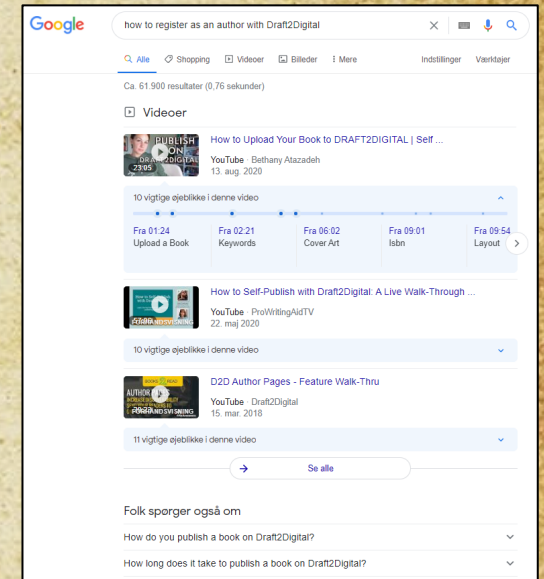 Google
how to register as an author with Draft2Digital
Alle Shopping Videoer Billeder Mere Indstillinger Værktøjer
Ca. 61.900 resultater (0,76 sekunder)
Videoer
PUBLISH
ON
DRAFT2DIGITAL
23:05
How to Upload Your Book to DRAFT2DIGITAL | Self ...
YouTube · Bethany Atazadeh
13. aug. 2020
10 vigtige øjeblikke i denne video
Fra 01:24 Fra 02:21 Fra 06:02 Fra 09:01 Fra 09:54
Upload a Book Keywords Cover Art Isbn Layout
How to Self-Publish with Draft2Digital: A Live Walk-Through ...
YouTube · ProWritingAidTV
22. maj 2020
FORHÅNDSVISNING
10 vigtige øjeblikke i denne video
D2D Author Pages - Feature Walk-Thru
YouTube · Draft2Digital
15. mar. 2018
FORHÅNDSVISNING
11 vigtige øjeblikke i denne video
Se alle
Folk spørger også om
How do you publish a book on Draft2Digital?
How long does it take to publish a book on Draft2Digital?